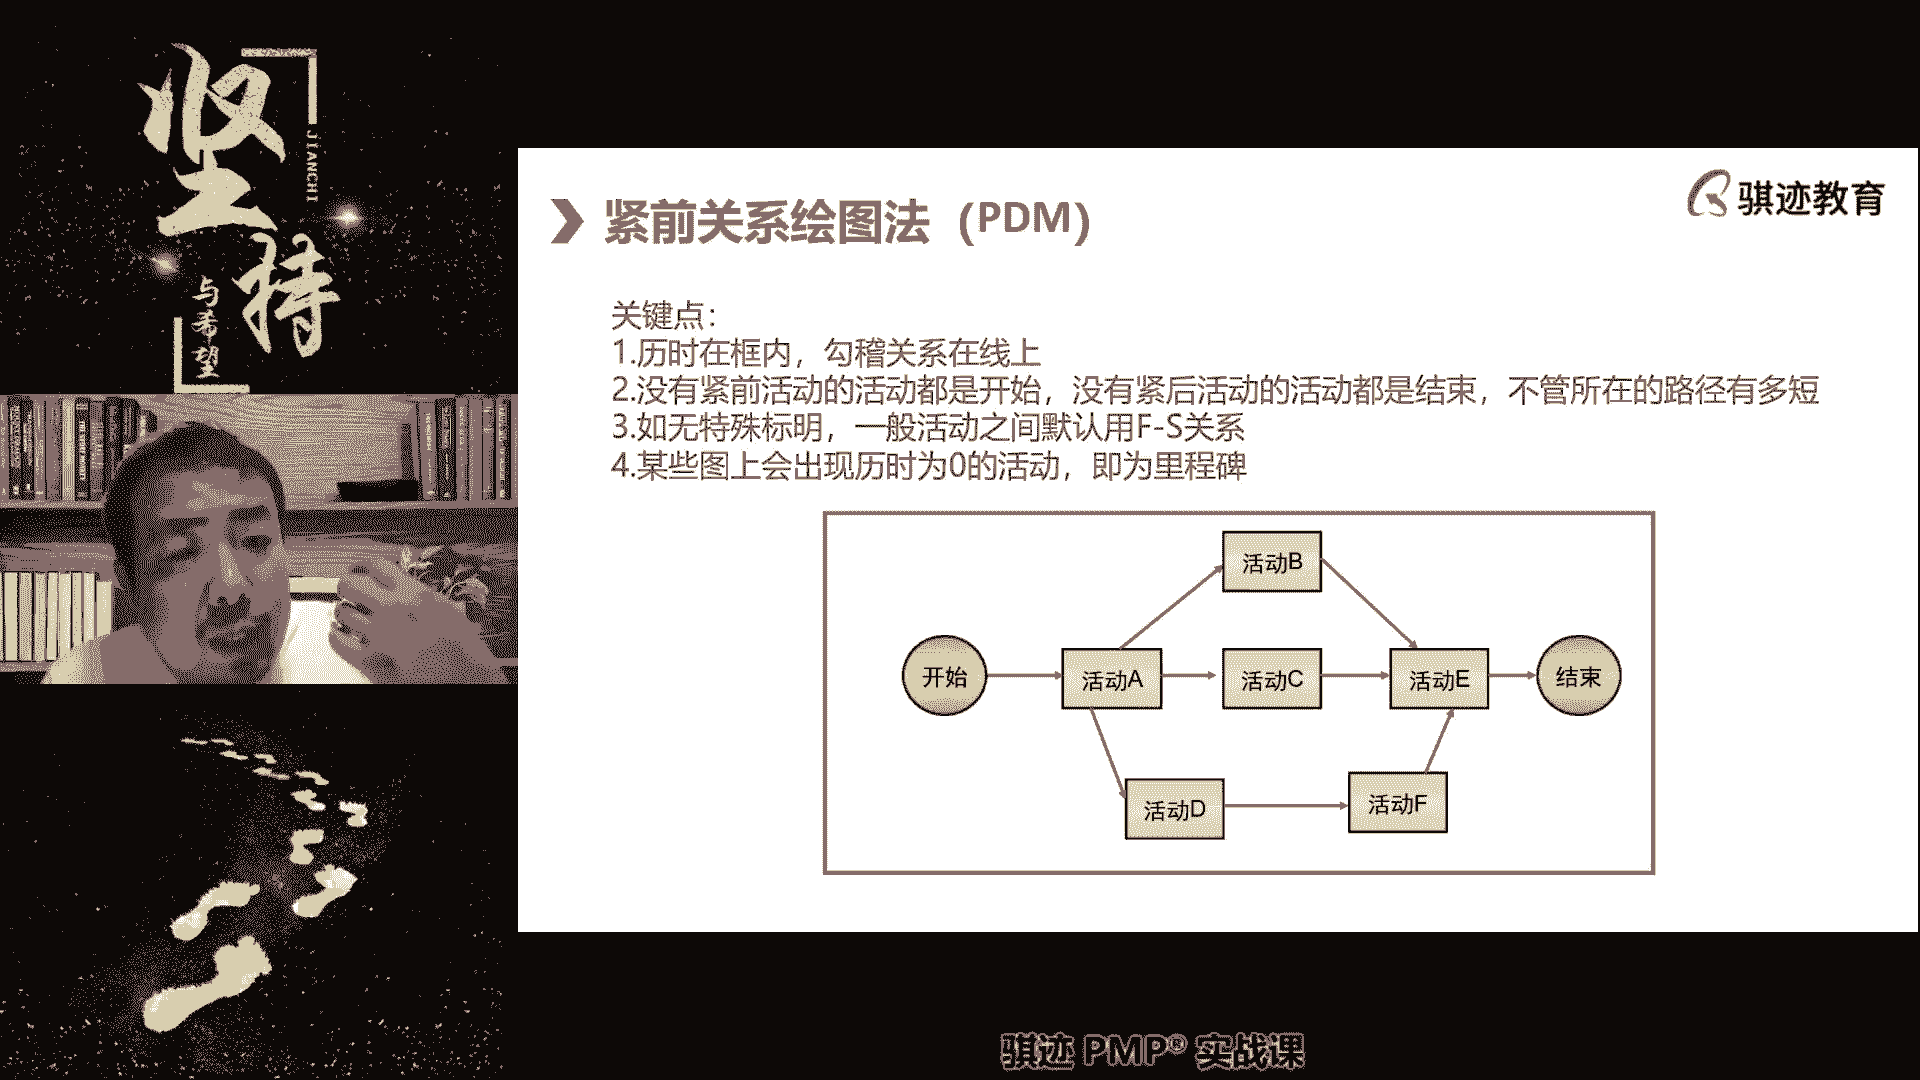 坚持
JIANCHI
与希望
骐迹教育
紧前关系绘图法（PDM）
关键点：
1.历时在框内，勾稽关系在线上
2.没有紧前活动的活动都是开始，没有紧后活动的活动都是结束，不管所在的路径有多短
3.如无特殊标明，一般活动之间默认用F-S关系
4.某些图上会出现历时为0的活动，即为里程碑
活动B
开始
活动A
活动C
活动E
结束
活动D
活动F
骐迹 PMP® 实战课